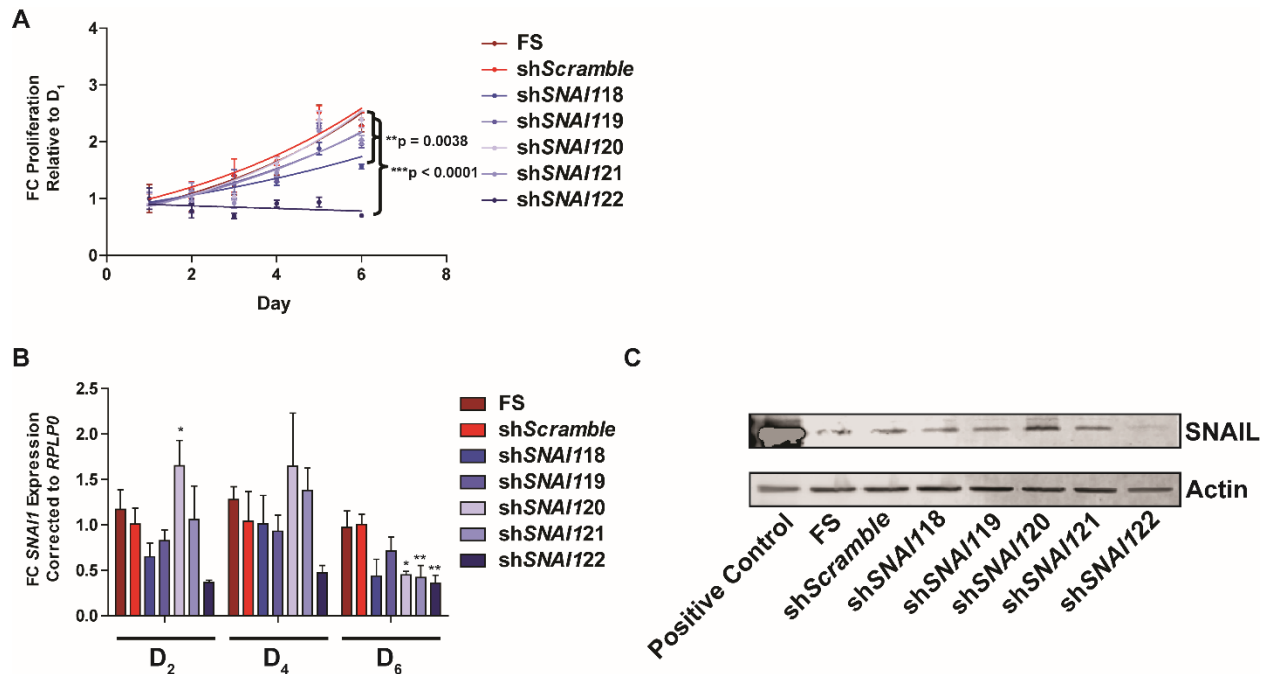 A
FC Proliferation
Relative to D1
4
3
2
1
0
0
2
4
6
8
Day
**p = 0.0038
***p < 0.0001
FS
shScramble
shSNAI118
shSNAI119
shSNAI120
shSNAI121
shSNAI122
B
FC SNAI1 Expression
Corrected to RPLP0
2.5
2.0
1.5
1.0
0.5
0.0
*
* ** **
D2
D4
D6
FS
shScramble
shSNAI118
shSNAI119
shSNAI120
shSNAI121
shSNAI122
C
SNAIL
Actin
Positive Control
FS
shScramble
shSNAI118
shSNAI119
shSNAI120
shSNAI121
shSNAI122